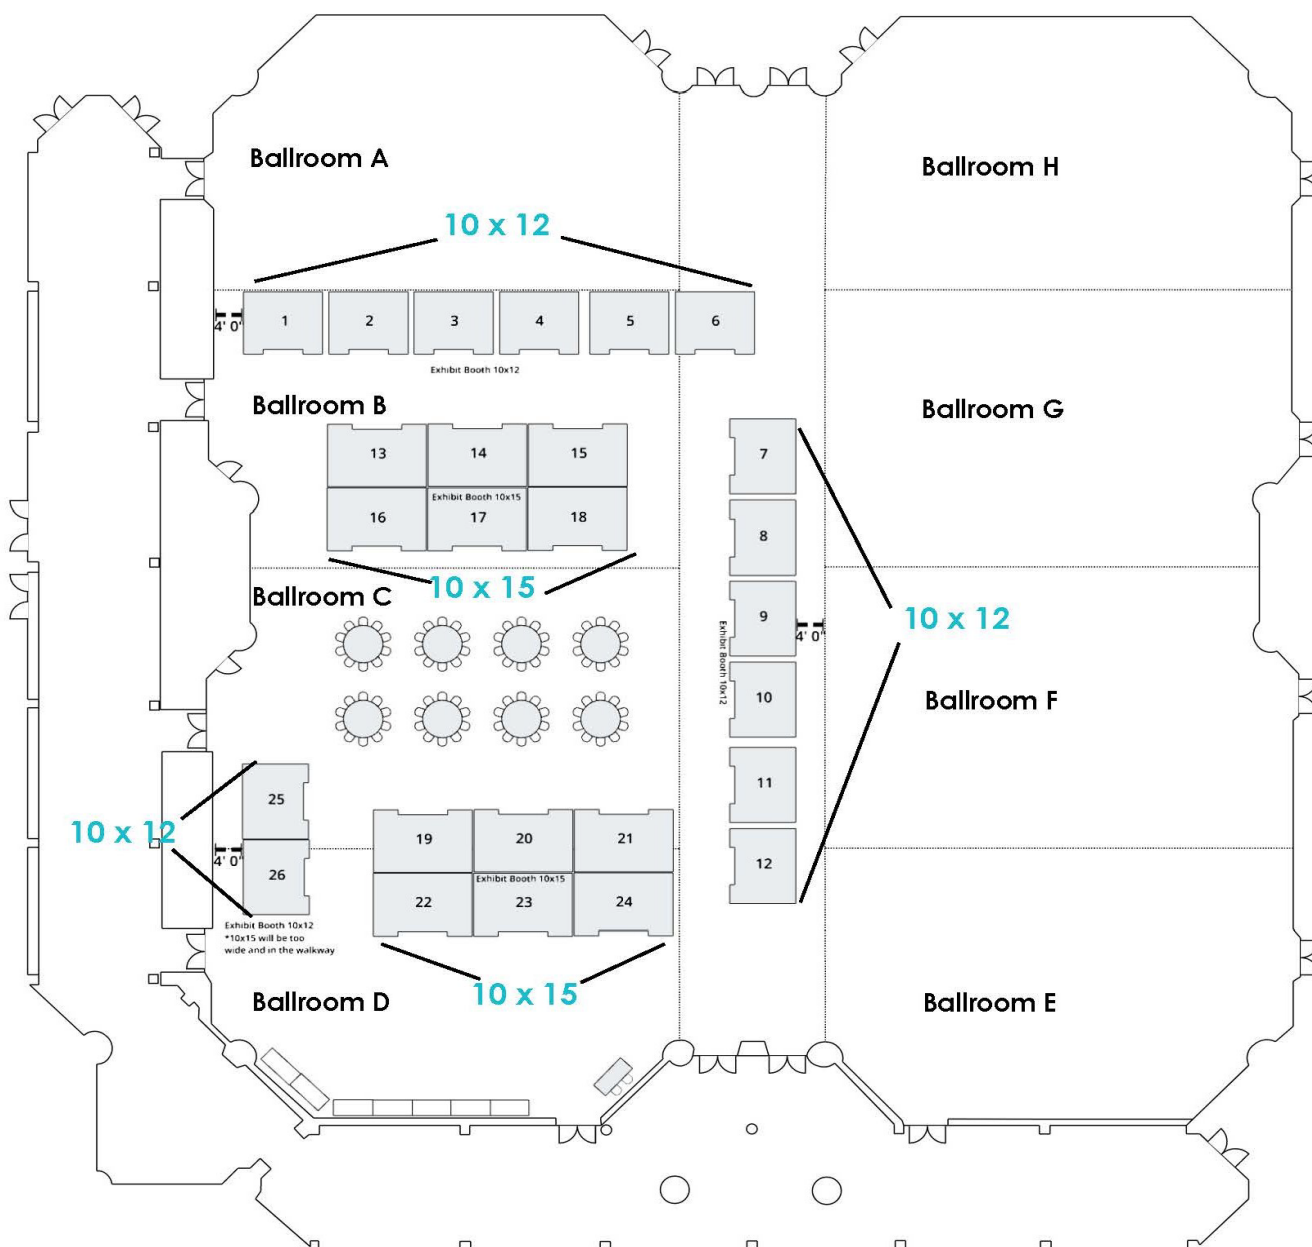 Ballroom A
Ballroom H
10 x 12
4' 0"
1
2
3
4
5
6
Exhibit Booth 10x12
Ballroom B
Ballroom G
13
14
15
Exhibit Booth 10x15
16
17
18
7
8
9
10
11
12
Exhibit Booth 10x12
4' 0"
10 x 12
10 x 15
Ballroom C
Ballroom F
25
26
10 x 12
4' 0"
Exhibit Booth 10x12
*10x15 will be too
wide and in the walkway
19
20
21
Exhibit Booth 10x15
22
23
24
10 x 15
Ballroom D
Ballroom E